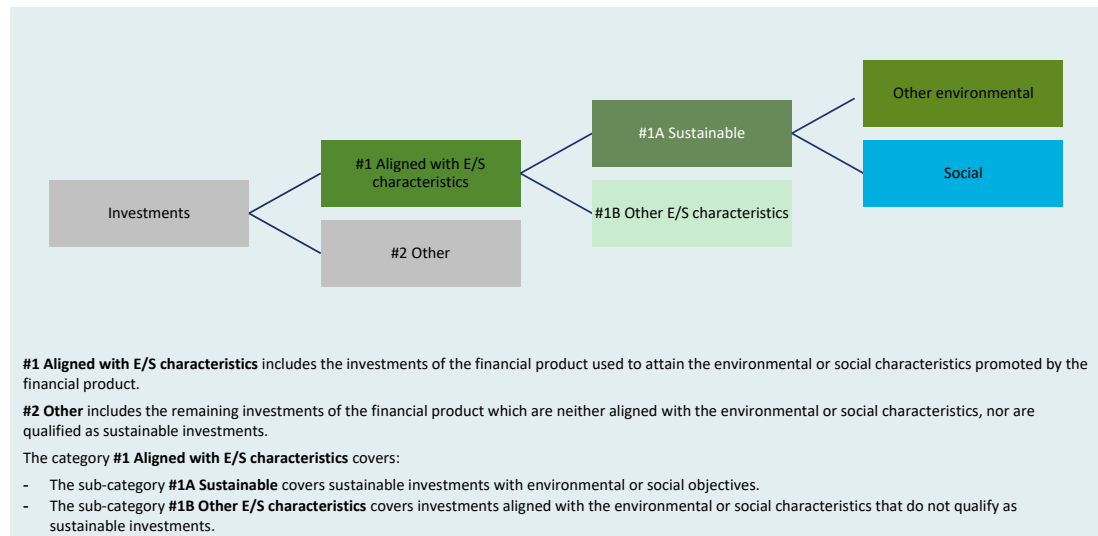 Other environmental
#1A Sustainable
#1 Aligned with E/S
characteristics
Social
Investments
#1B Other E/S characteristics
#2 Other
#1 Aligned with E/S characteristics includes the investments of the financial product used to attain the environmental or social characteristics promoted by the
financial product.
#2 Other includes the remaining investments of the financial product which are neither aligned with the environmental or social characteristics, nor are
qualified as sustainable investments.
The category #1 Aligned with E/S characteristics covers:
- The sub-category #1A Sustainable covers sustainable investments with environmental or social objectives.
- The sub-category #1B Other E/S characteristics covers investments aligned with the environmental or social characteristics that do not qualify as
sustainable investments.